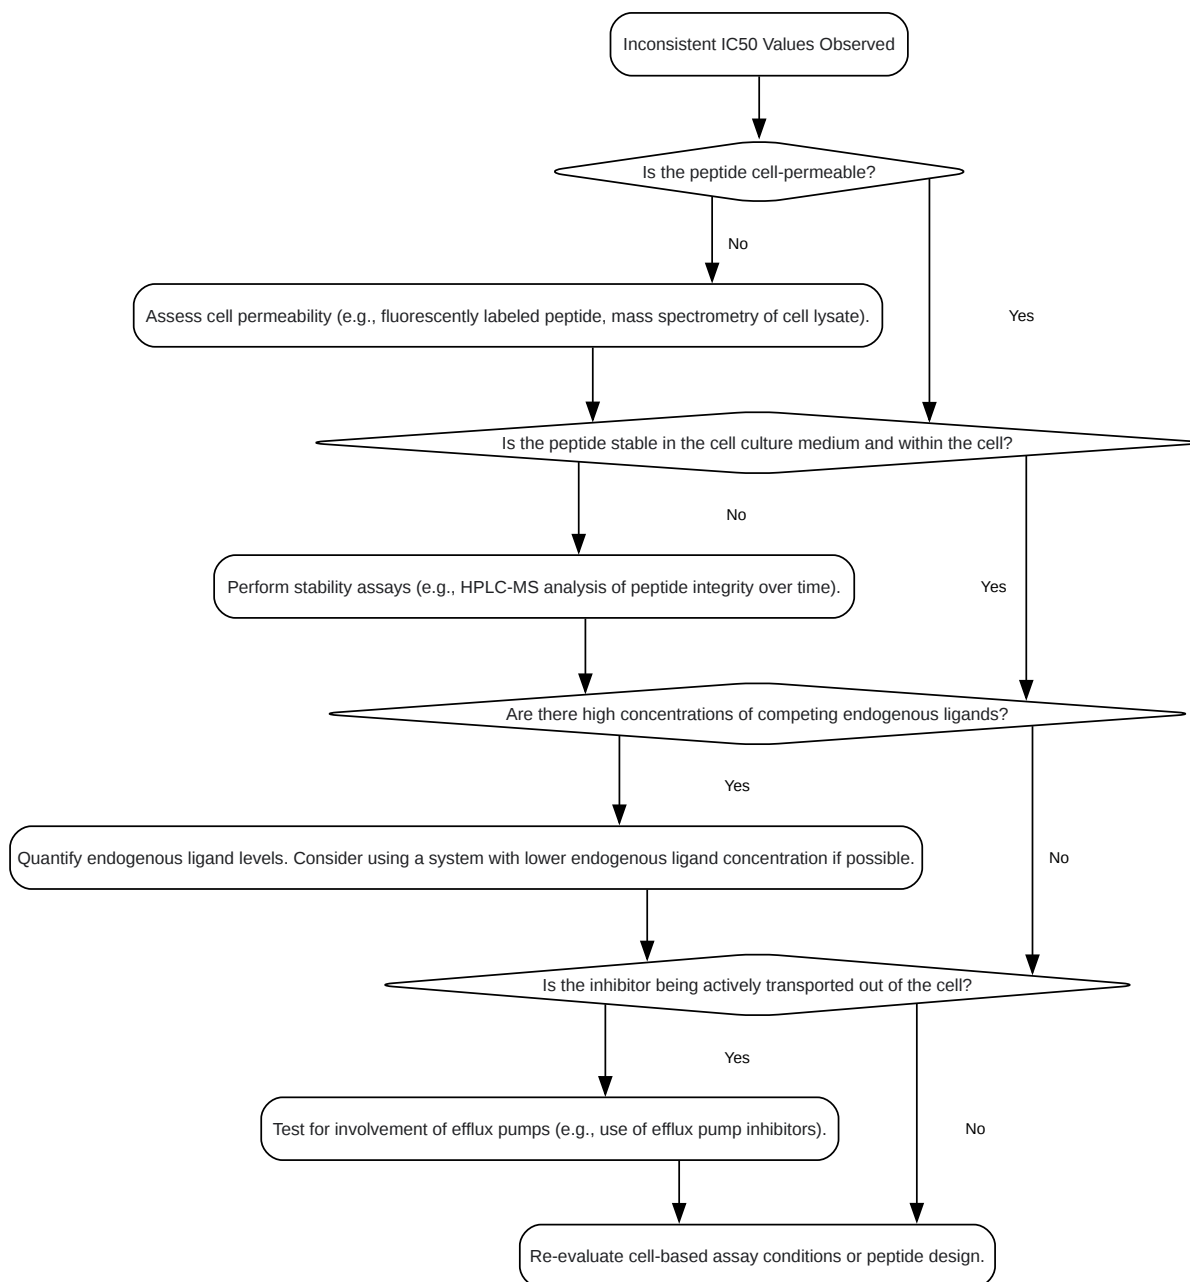 Inconsistent IC50 Values Observed
Is the peptide cell-permeable?
No
Assess cell permeability (e.g., fluorescently labeled peptide, mass spectrometry of cell lysate).
Yes
Is the peptide stable in the cell culture medium and within the cell?
No
Perform stability assays (e.g., HPLC-MS analysis of peptide integrity over time).
Yes
Are there high concentrations of competing endogenous ligands?
Yes
Quantify endogenous ligand levels. Consider using a system with lower endogenous ligand concentration if possible.
No
Is the inhibitor being actively transported out of the cell?
Yes
Test for involvement of efflux pumps (e.g., use of efflux pump inhibitors).
No
Re-evaluate cell-based assay conditions or peptide design.